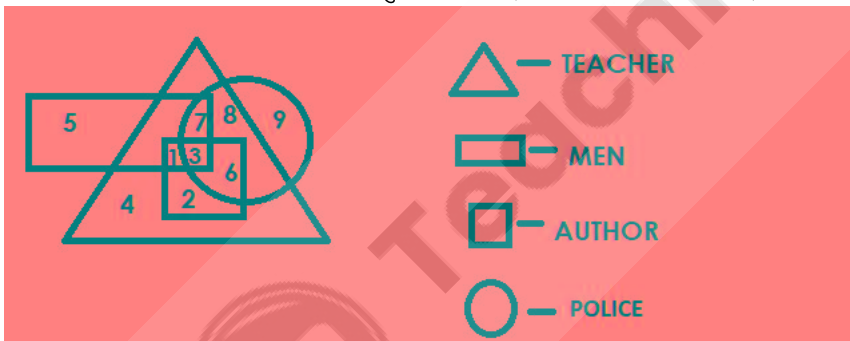 TEACHER
5 7 8 9
MEN
1 3
6
4 2
AUTHOR
POLICE
Teachi